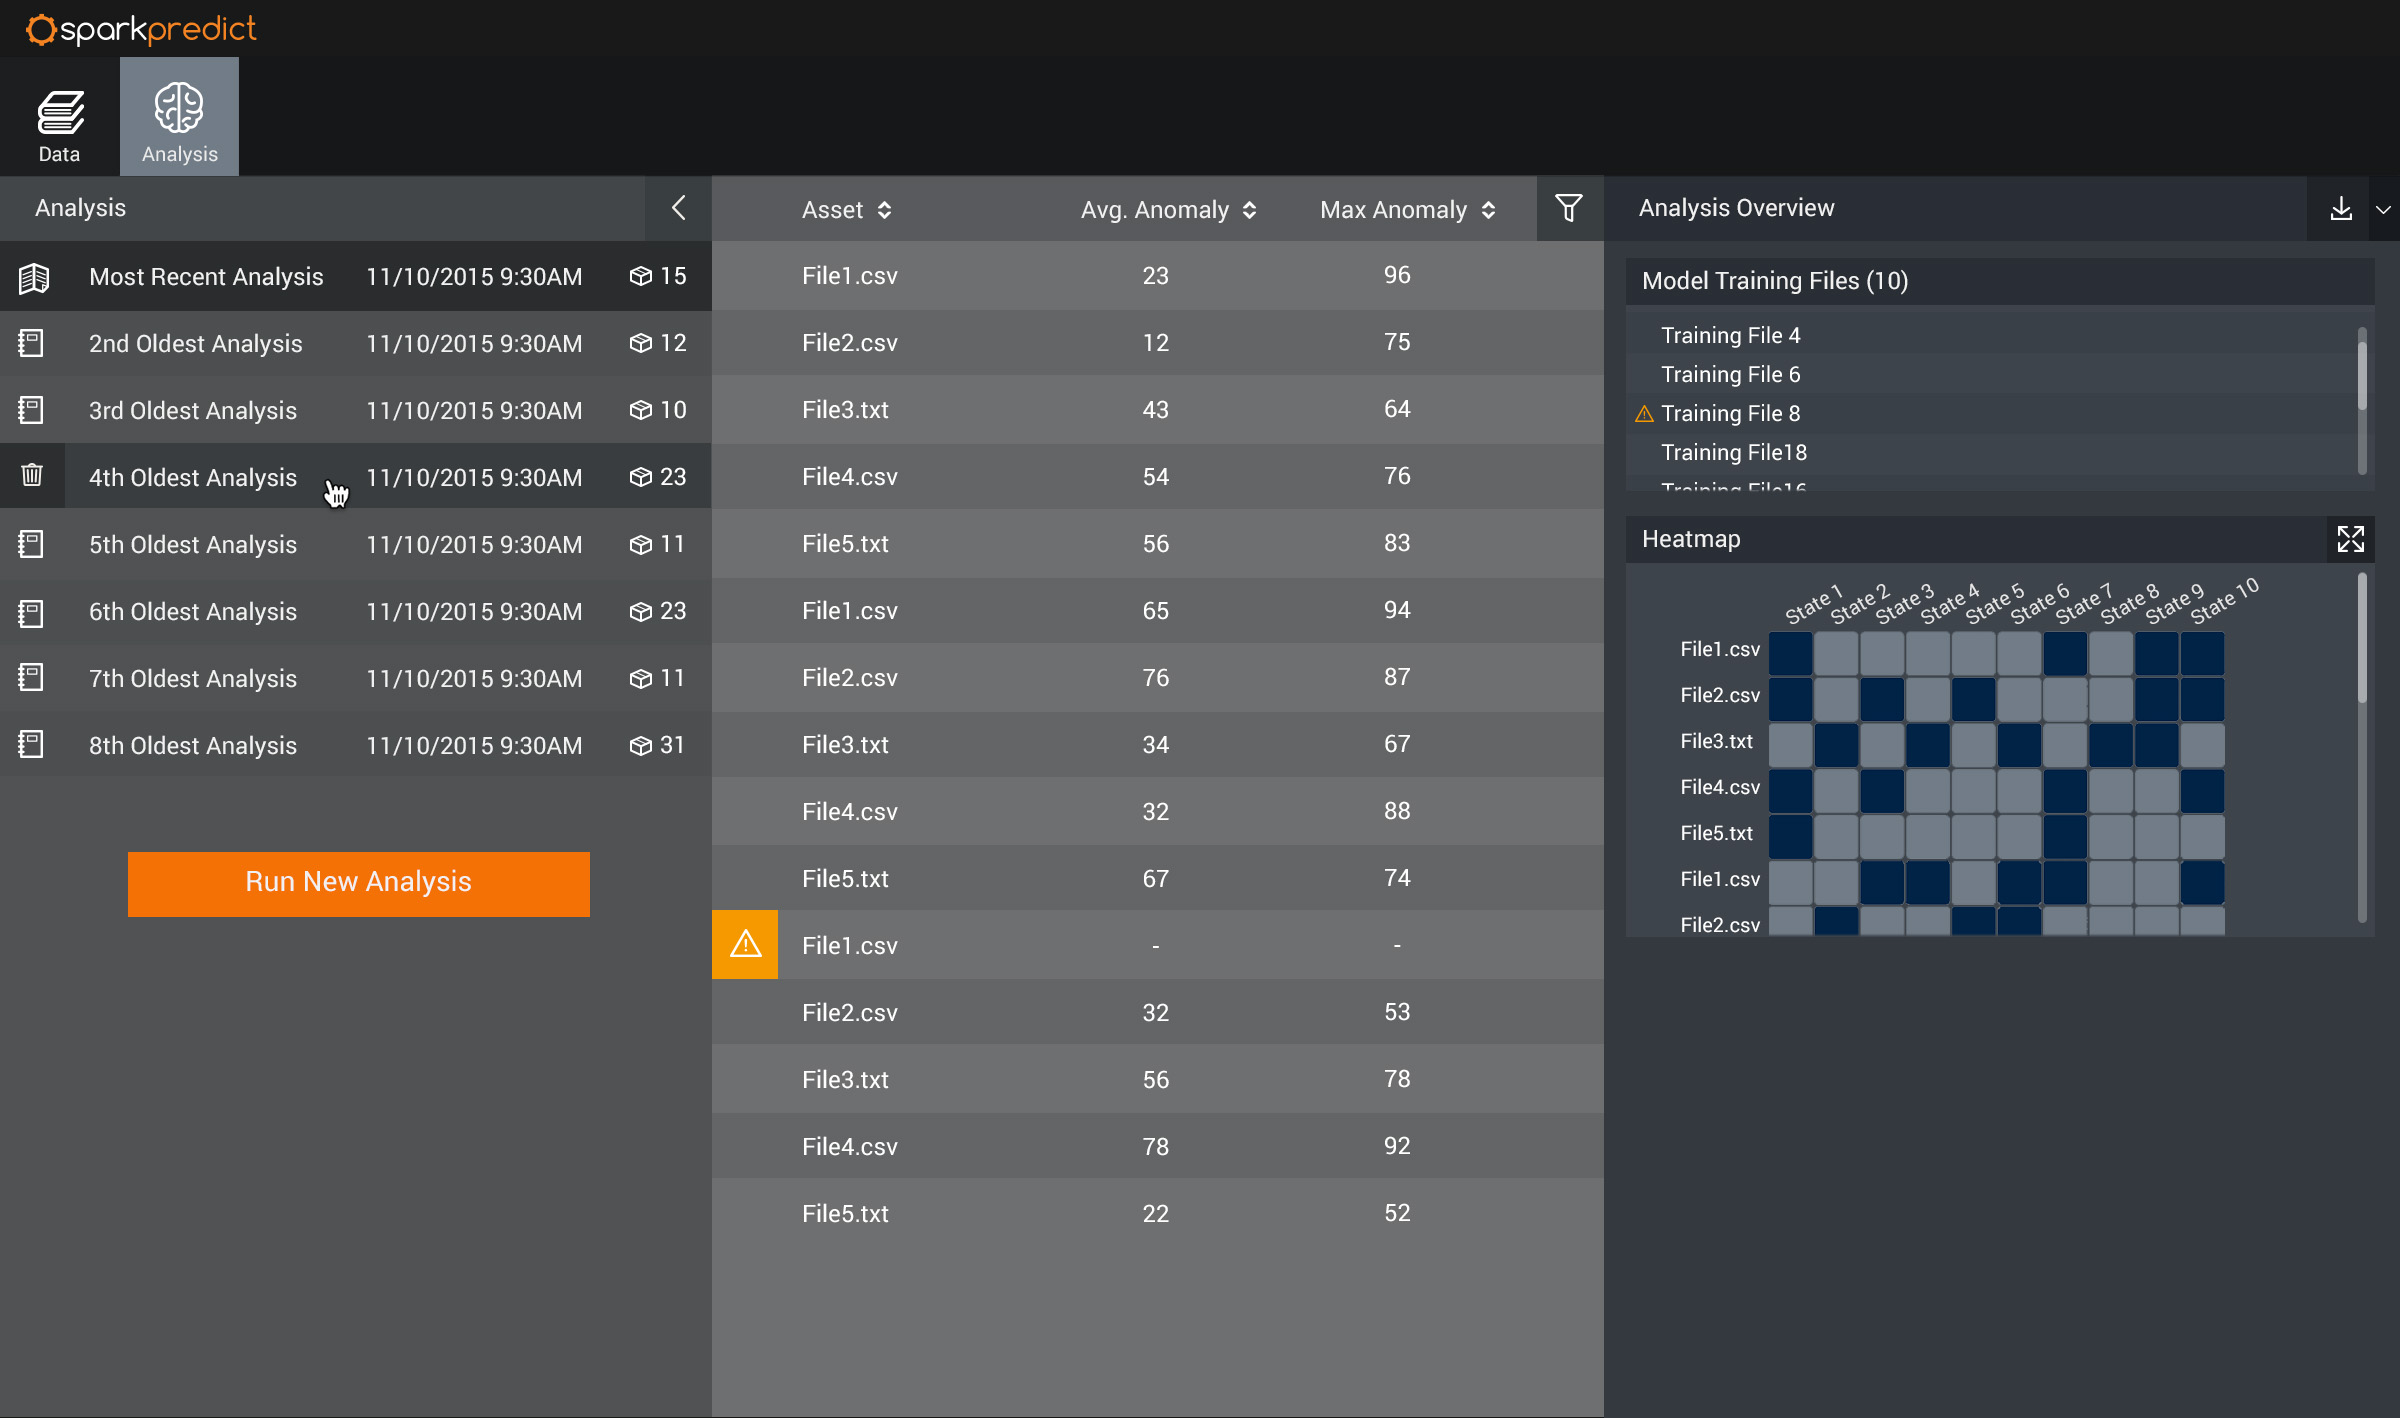 sparkpredict
Data
Analysis
Analysis
Most Recent Analysis 11/10/2015 9:30AM 15
2nd Oldest Analysis 11/10/2015 9:30AM 12
3rd Oldest Analysis 11/10/2015 9:30AM 10
4th Oldest Analysis 11/10/2015 9:30AM 23
5th Oldest Analysis 11/10/2015 9:30AM 11
6th Oldest Analysis 11/10/2015 9:30AM 23
7th Oldest Analysis 11/10/2015 9:30AM 11
8th Oldest Analysis 11/10/2015 9:30AM 31
Run New Analysis
Asset Avg. Anomaly Max Anomaly
File1.csv 23 96
File2.csv 12 75
File3.txt 43 64
File4.csv 54 76
File5.txt 56 83
File1.csv 65 94
File2.csv 76 87
File3.txt 34 67
File4.csv 32 88
File5.txt 67 74
File1.csv - -
File2.csv 32 53
File3.txt 56 78
File4.csv 78 92
File5.txt 22 52
Analysis Overview
Model Training Files (10)
Training File 4
Training File 6
Training File 8
Training File18
Training File16
Heatmap
State 1 State 2 State 3 State 4 State 5 State 6 State 7 State 8 State 9 State 10
File1.csv
File2.csv
File3.txt
File4.csv
File5.txt
File1.csv
File2.csv